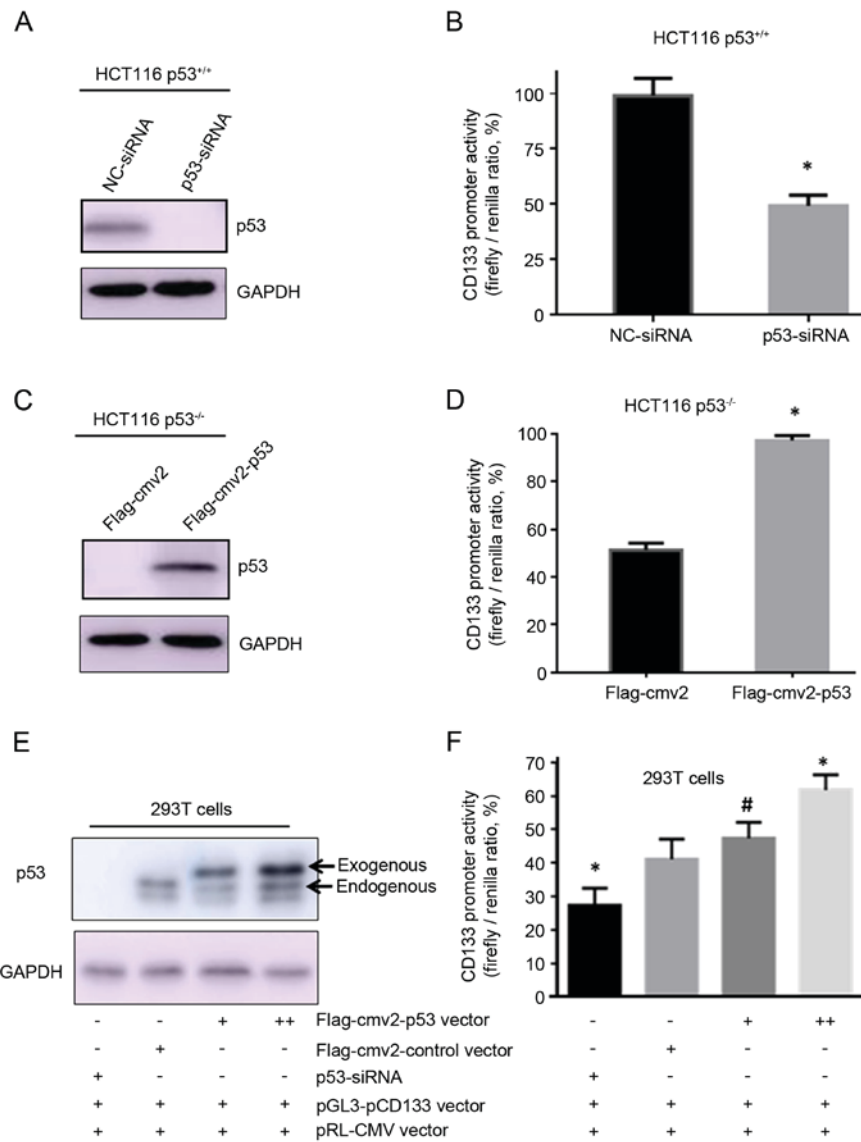 A
HCT116 p53+/+
NC-siRNA
p53-siRNA
p53
GAPDH
B
HCT116 p53+/+
CD133 promoter activity
(firefly / renilla ratio, %)
100
75
50
25
0
*
NC-siRNA p53-siRNA
C
HCT116 p53-/-
Flag-cmv2
Flag-cmv2-p53
p53
GAPDH
D
HCT116 p53-/-
CD133 promoter activity
(firefly / renilla ratio, %)
100
80
60
40
20
0
*
Flag-cmv2 Flag-cmv2-p53
E
293T cells
p53
Exogenous
Endogenous
GAPDH
- - + ++ Flag-cmv2-p53 vector
- + - - Flag-cmv2-control vector
+ - - - p53-siRNA
+ + + + pGL3-pCD133 vector
+ + + + pRL-CMV vector
F
293T cells
CD133 promoter activity
(firefly / renilla ratio, %)
70
60
50
40
30
20
10
0
* # *
- - + ++
- + - -
+ - - -
+ + + +
+ + + +